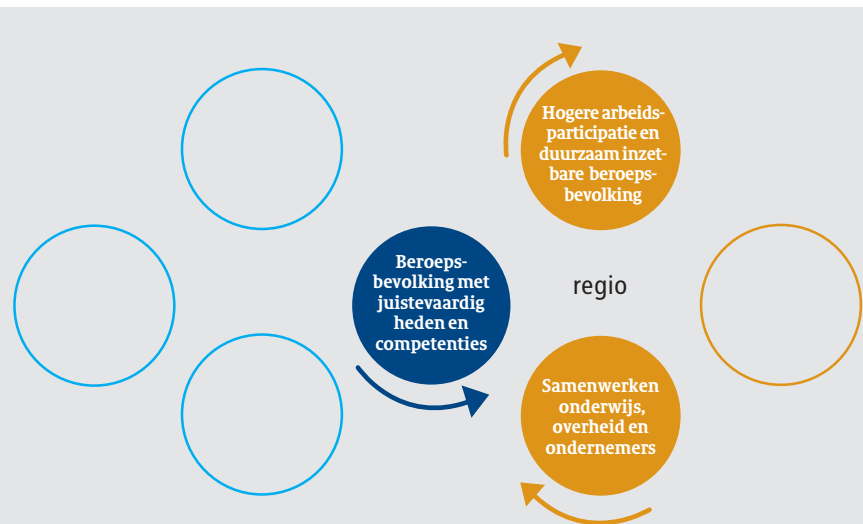 Hogere arbeids-
participatie en
duurzaam inzet-
bare beroeps-
bevolking
Beroeps-
bevolking met
juistevaardig
heden en
competenties
regio
Samenwerken
onderwijs,
overheid en
ondernemers